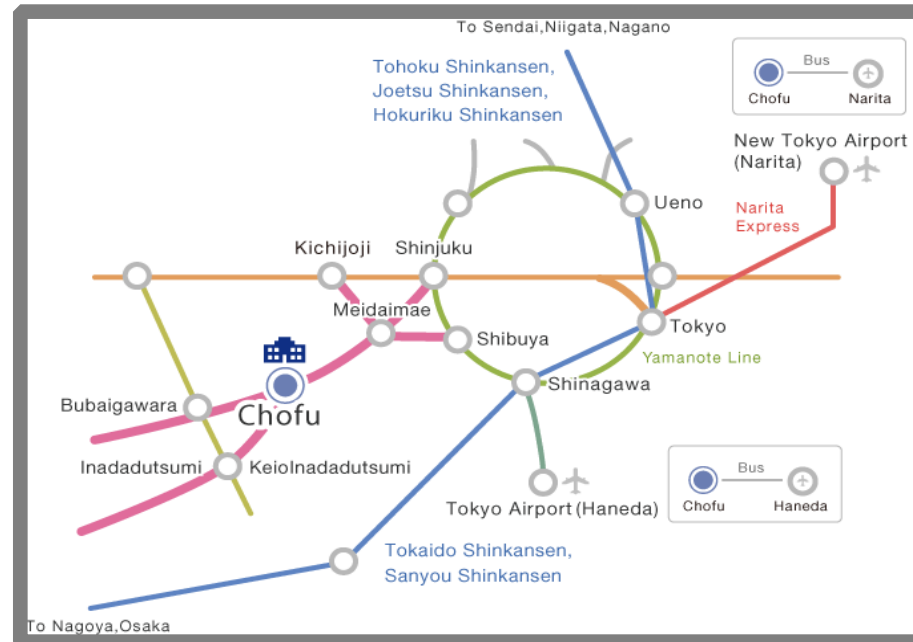 To Sendai,Niigata,Nagano
Tohoku Shinkansen,
Joetsu Shinkansen,
Hokuriku Shinkansen
Bus
Chofu
Narita
New Tokyo Airport
(Narita)
Ueno
Narita
Express
Kichijoji
Shinjuku
Meidaimae
Shibuya
Tokyo
Yamanote Line
Shinagawa
Chofu
Bubaigawara
Inadadutsumi
KeioInadadutsumi
Bus
Chofu
Haneda
Tokyo Airport(Haneda)
Tokaido Shinkansen,
Sanyou Shinkansen
To Nagoya,Osaka